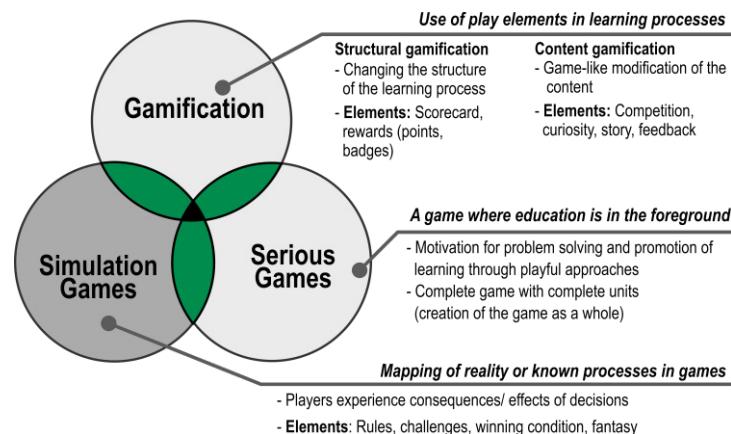 Use of play elements in learning processes
Structural gamification
- Changing the structure
of the learning process
- Elements: Scorecard,
rewards (points,
badges)
Content gamification
- Game-like modification of the
content
- Elements: Competition,
curiosity, story, feedback
Gamification
A game where education is in the foreground
- Motivation for problem solving and promotion of
learning through playful approaches
- Complete game with complete units
(creation of the game as a whole)
Simulation
Games
Serious
Games
Mapping of reality or known processes in games
- Players experience consequences/ effects of decisions
- Elements: Rules, challenges, winning condition, fantasy